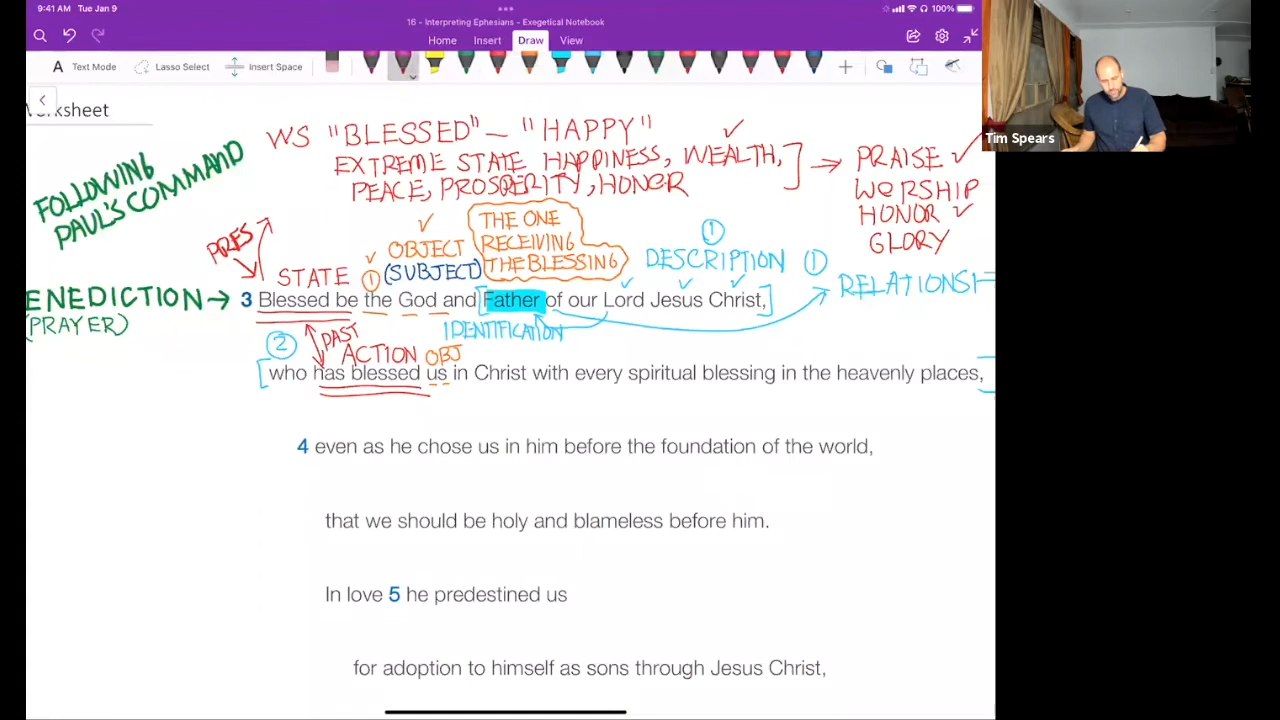 9:41 AM Tue Jan 9
100%
16 - Interpreting Ephesians - Exegetical Notebook
Home Insert Draw View
Text Mode Lasso Select Insert Space
Tim Spears
WS "BLESSED" – "HAPPY"
EXTREME STATE HAPPINESS, WEALTH,
PEACE, PROSPERITY, HONOR
PRAISE
WORSHIP
HONOR
GLORY
FOLLOWING
PAUL'S COMMAND
PRES
STATE
1
OBJECT
(SUBJECT)
THE ONE
RECEIVING
THE BLESSING
1
DESCRIPTION
1
(PRAYER)
3 Blessed be the God and [Father of our Lord Jesus Christ,]
IDENTIFICATION
2
PAST
ACTION OBJ
[who has blessed us in Christ with every spiritual blessing in the heavenly places,
4 even as he chose us in him before the foundation of the world,
that we should be holy and blameless before him.
In love 5 he predestined us
for adoption to himself as sons through Jesus Christ,